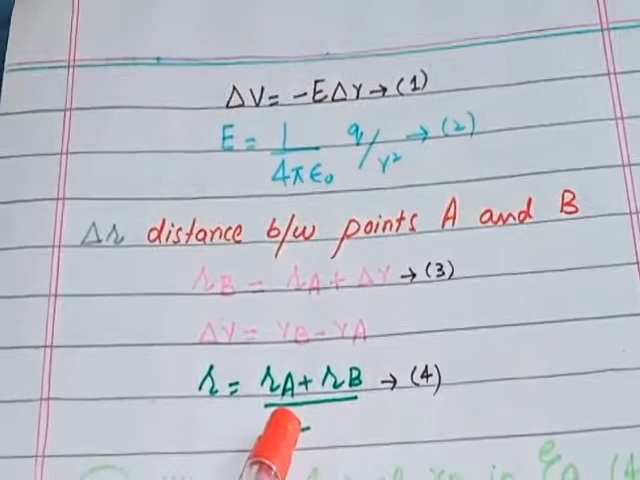 ΔV = -EΔr → (1)
E = 1/4πε₀ q/r² → (2)
Δr distance b/w points A and B
rB = rA + Δr → (3)
Δr = rB - rA
r = rA + rB → (4)